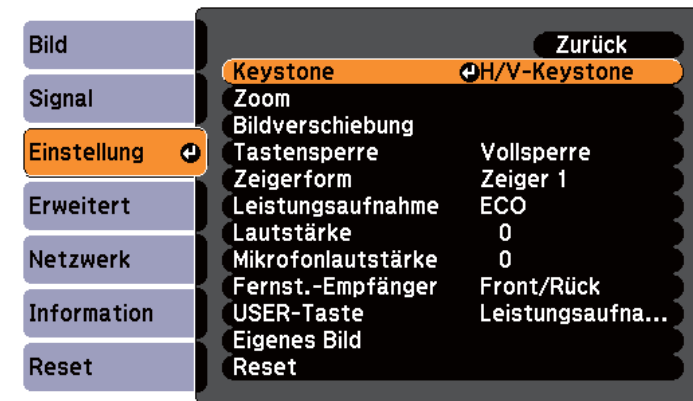 Bild
Signal
Einstellung
Erweitert
Netzwerk
Information
Reset
Zurück
Keystone H/V-Keystone
Zoom
Bildverschiebung
Tastensperre Vollsperre
Zeigerform Zeiger 1
Leistungsaufnahme ECO
Lautstärke 0
Mikrofonlautstärke 0
Fernst.-Empfänger Front/Rück
USER-Taste Leistungsaufna...
Eigenes Bild
Reset